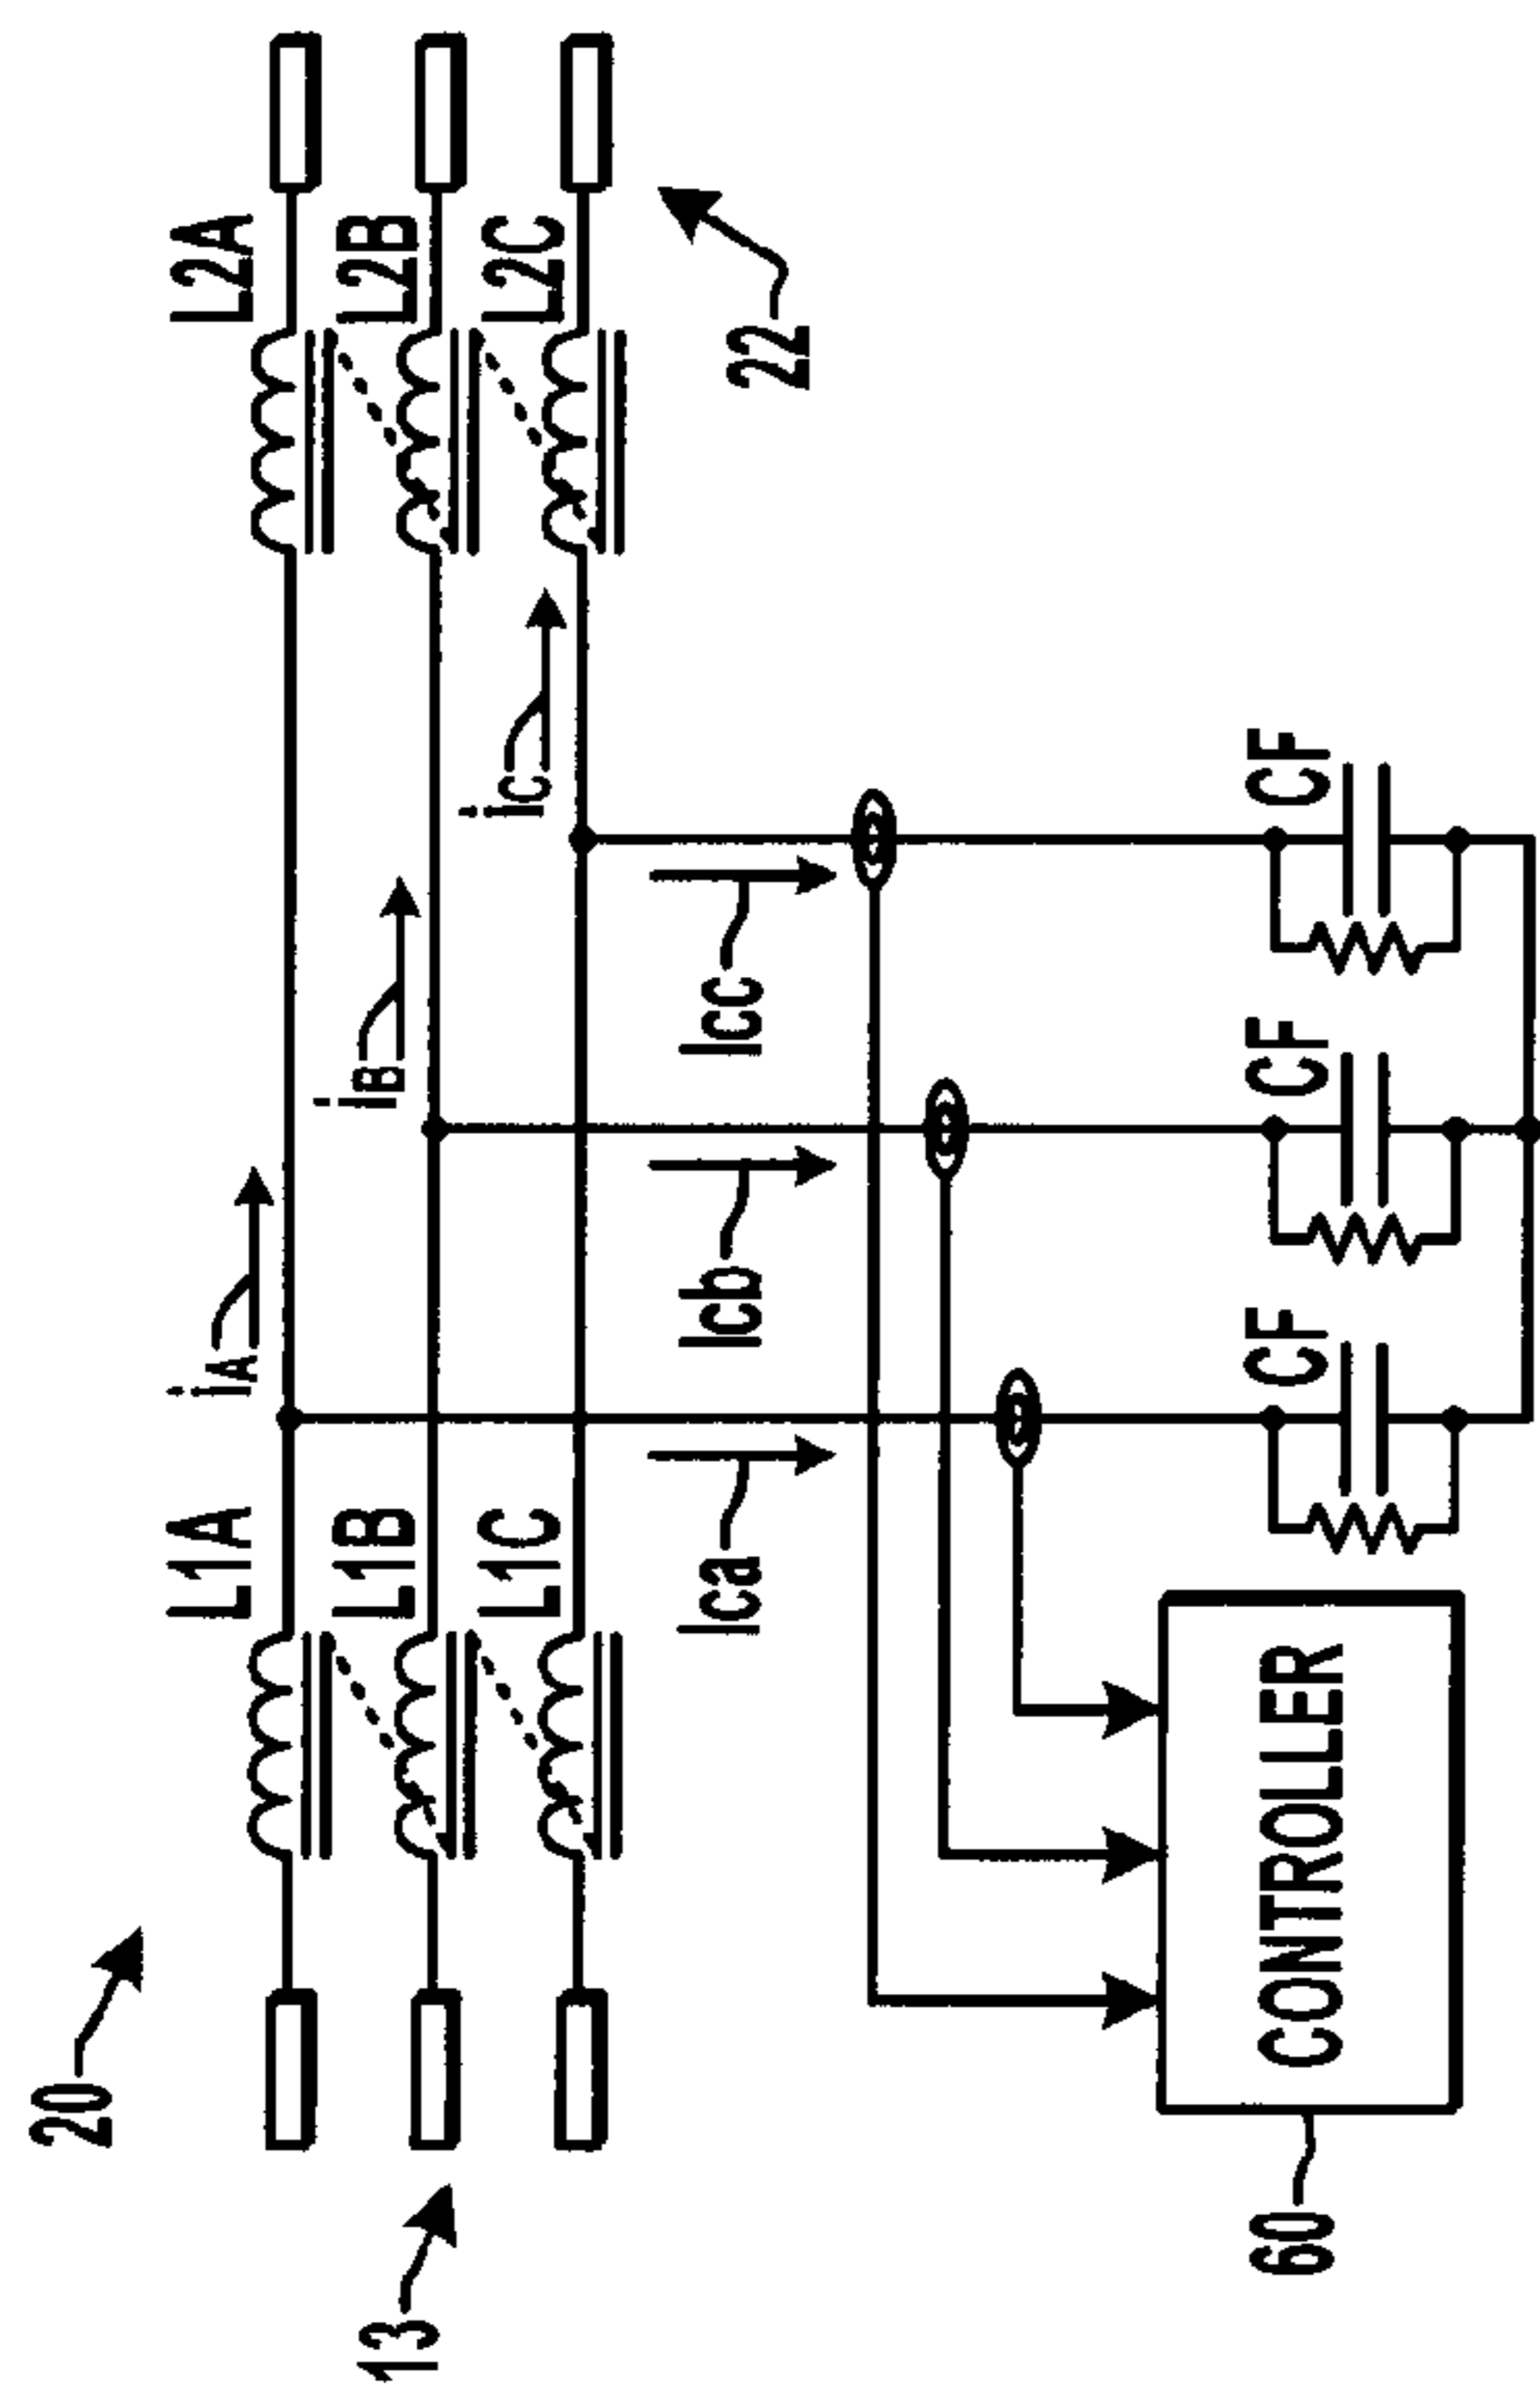 20
13
L1A
L1B
L1C
iA
iB
iC
L2A
L2B
L2C
22
Ica
Icb
Icc
CF
CF
CF
CONTROLLER
60